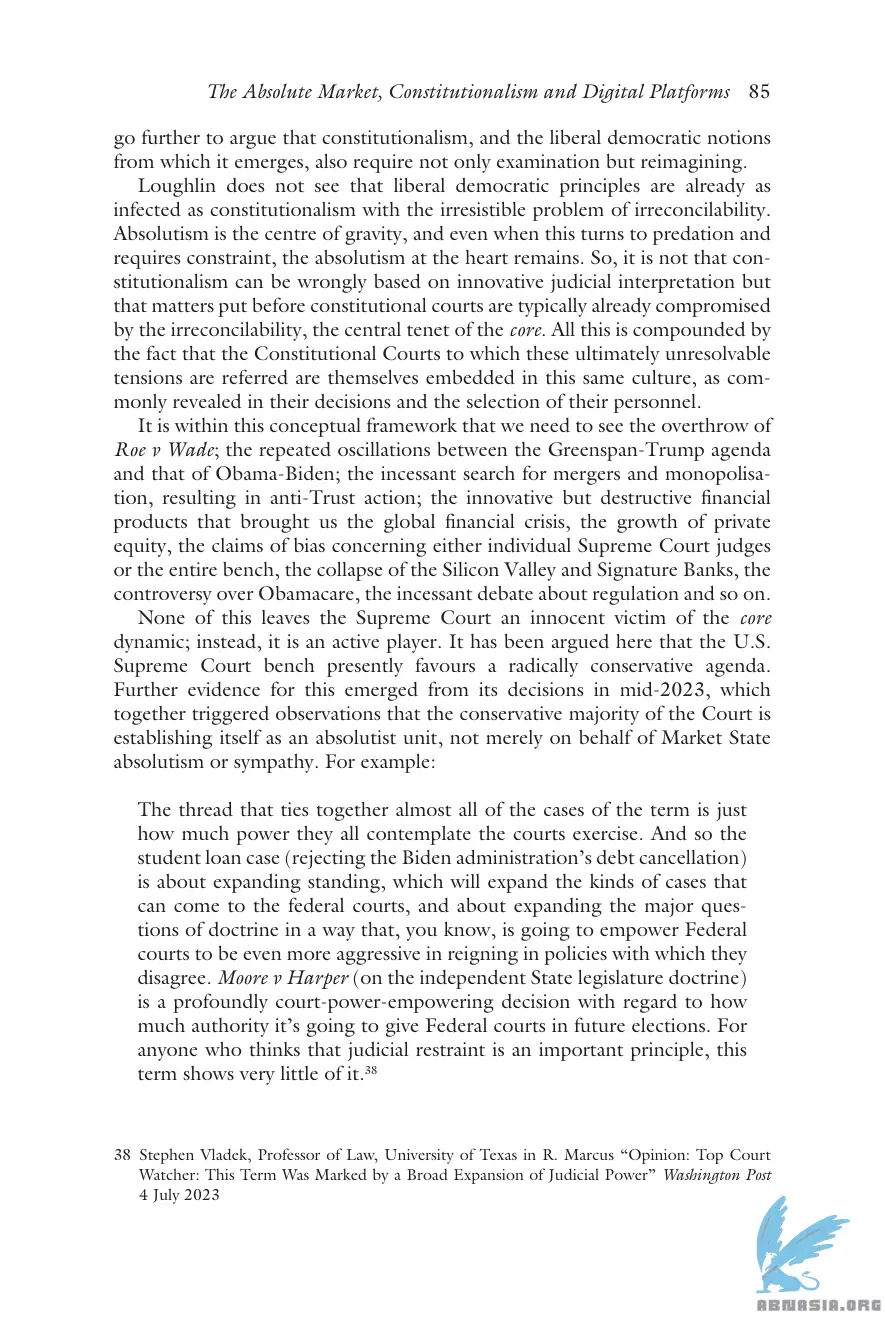 The Absolute Market, Constitutionalism and Digital Platforms 85
go further to argue that constitutionalism, and the liberal democratic notions
from which it emerges, also require not only examination but reimagining.
Loughlin does not see that liberal democratic principles are already as
infected as constitutionalism with the irresistible problem of irreconcilability.
Absolutism is the centre of gravity, and even when this turns to predation and
requires constraint, the absolutism at the heart remains. So, it is not that con-
stitutionalism can be wrongly based on innovative judicial interpretation but
that matters put before constitutional courts are typically already compromised
by the irreconcilability, the central tenet of the core. All this is compounded by
the fact that the Constitutional Courts to which these ultimately unresolvable
tensions are referred are themselves embedded in this same culture, as com-
monly revealed in their decisions and the selection of their personnel.
It is within this conceptual framework that we need to see the overthrow of
Roe v Wade; the repeated oscillations between the Greenspan-Trump agenda
and that of Obama-Biden; the incessant search for mergers and monopolisa-
tion, resulting in anti-Trust action; the innovative but destructive financial
products that brought us the global financial crisis, the growth of private
equity, the claims of bias concerning either individual Supreme Court judges
or the entire bench, the collapse of the Silicon Valley and Signature Banks, the
controversy over Obamacare, the incessant debate about regulation and so on.
None of this leaves the Supreme Court an innocent victim of the core
dynamic; instead, it is an active player. It has been argued here that the U.S.
Supreme Court bench presently favours a radically conservative agenda.
Further evidence for this emerged from its decisions in mid-2023, which
together triggered observations that the conservative majority of the Court is
establishing itself as an absolutist unit, not merely on behalf of Market State
absolutism or sympathy. For example:
The thread that ties together almost all of the cases of the term is just
how much power they all contemplate the courts exercise. And so the
student loan case (rejecting the Biden administration's debt cancellation)
is about expanding standing, which will expand the kinds of cases that
can come to the federal courts, and about expanding the major ques-
tions of doctrine in a way that, you know, is going to empower Federal
courts to be even more aggressive in reigning in policies with which they
disagree. Moore v Harper (on the independent State legislature doctrine)
is a profoundly court-power-empowering decision with regard to how
much authority it's going to give Federal courts in future elections. For
anyone who thinks that judicial restraint is an important principle, this
term shows very little of it.38
38 Stephen Vladek, Professor of Law, University of Texas in R. Marcus "Opinion: Top Court
Watcher: This Term Was Marked by a Broad Expansion of Judicial Power" Washington Post
4 July 2023
ABNASIA.ORG